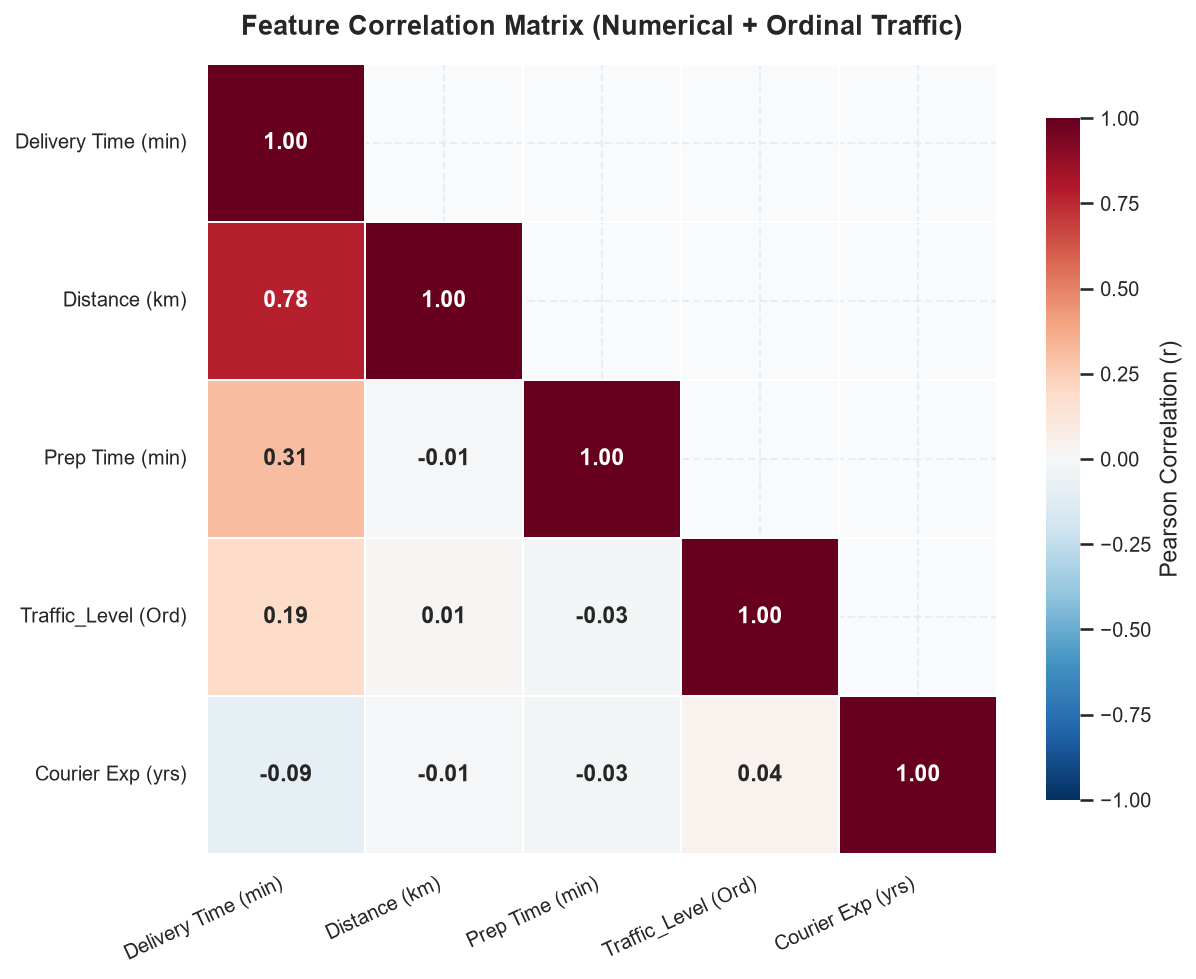 Feature Correlation Matrix (Numerical + Ordinal Traffic)
Delivery Time (min)
1.00
Distance (km)
0.78
1.00
Prep Time (min)
0.31
-0.01
1.00
Traffic_Level (Ord)
0.19
0.01
-0.03
1.00
Courier Exp (yrs)
-0.09
-0.01
-0.03
0.04
1.00
Delivery Time (min)
Distance (km)
Prep Time (min)
Traffic_Level (Ord)
Courier Exp (yrs)
1.00
0.75
0.50
0.25
0.00
−0.25
−0.50
−0.75
−1.00
Pearson Correlation (r)